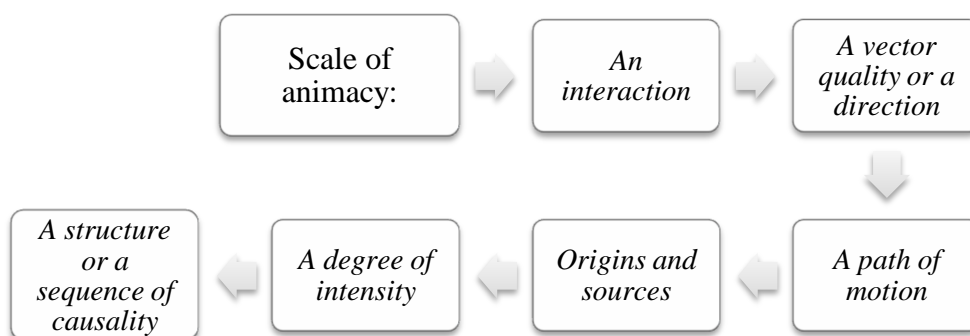 Scale of
animacy:
An
interaction
A vector
quality or a
direction
A path of
motion
Origins and
sources
A degree of
intensity
A structure
or a
sequence of
causality